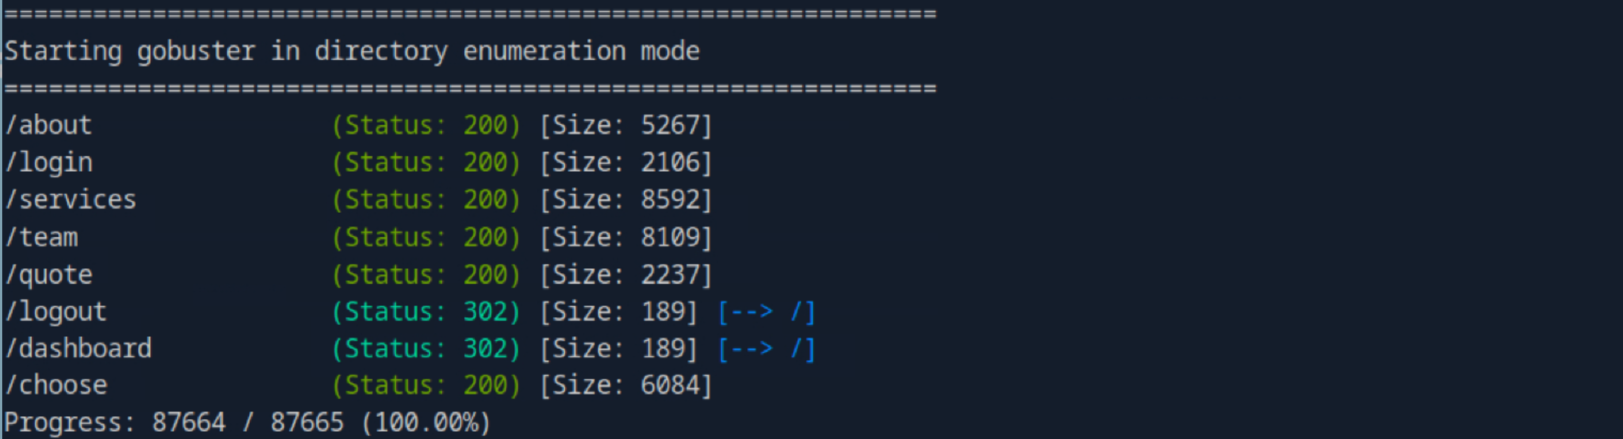 ===============================================================
Starting gobuster in directory enumeration mode
===============================================================
/about                (Status: 200) [Size: 5267]
/login                (Status: 200) [Size: 2106]
/services             (Status: 200) [Size: 8592]
/team                 (Status: 200) [Size: 8109]
/quote                (Status: 200) [Size: 2237]
/logout               (Status: 302) [Size: 189] [--> /]
/dashboard            (Status: 302) [Size: 189] [--> /]
/choose               (Status: 200) [Size: 6084]
Progress: 87664 / 87665 (100.00%)